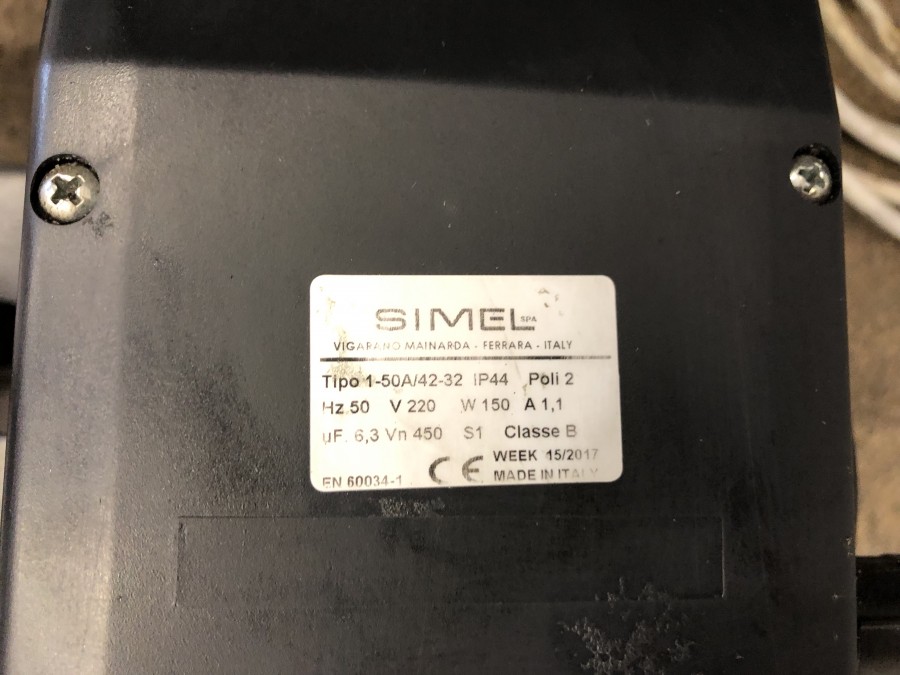 SIMEL SPA
VIGARANO MAINARDA - FERRARA - ITALY
Tipo 1-50A/42-32 IP44 Poli 2
Hz 50 V 220 W 150 A 1,1
µF. 6,3 Vn 450 S1 Classe B
WEEK 15/2017
EN 60034-1 CE MADE IN ITALY